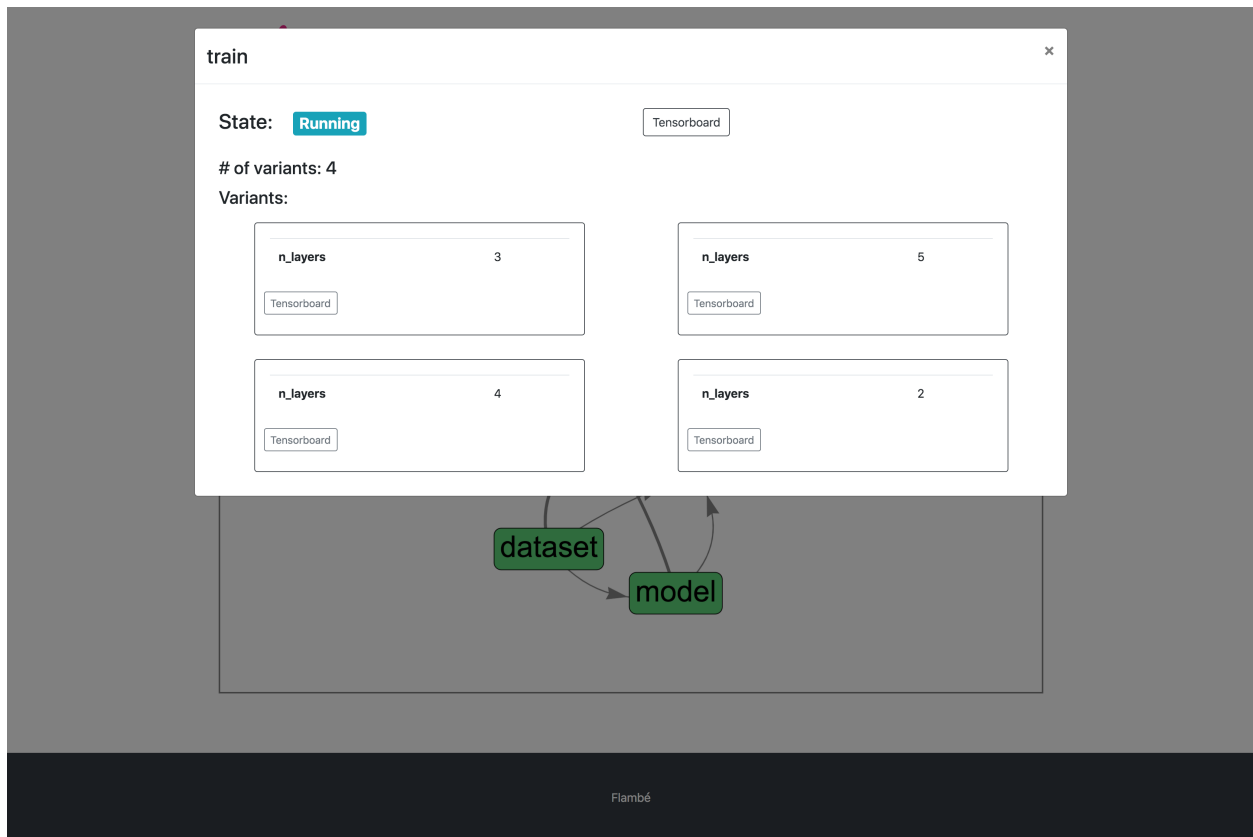 train ×
State: Running Tensorboard
# of variants: 4
Variants:
n_layers 3
Tensorboard
n_layers 5
Tensorboard
n_layers 4
Tensorboard
n_layers 2
Tensorboard
dataset
model
Flambé